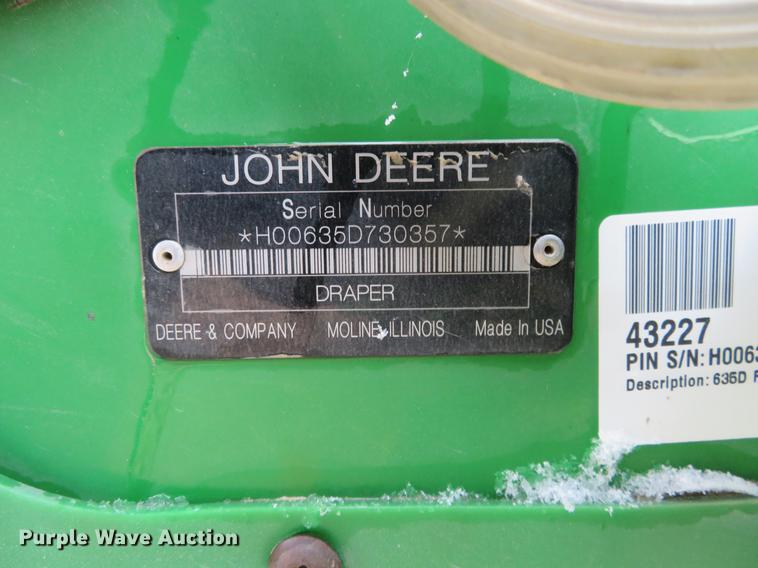 JOHN DEERE
Serial Number
*H00635D730357*
DRAPER
DEERE & COMPANY MOLINE, ILLINOIS Made In USA
43227
PIN S/N: H0063
Description: 635D
Purple Wave Auction